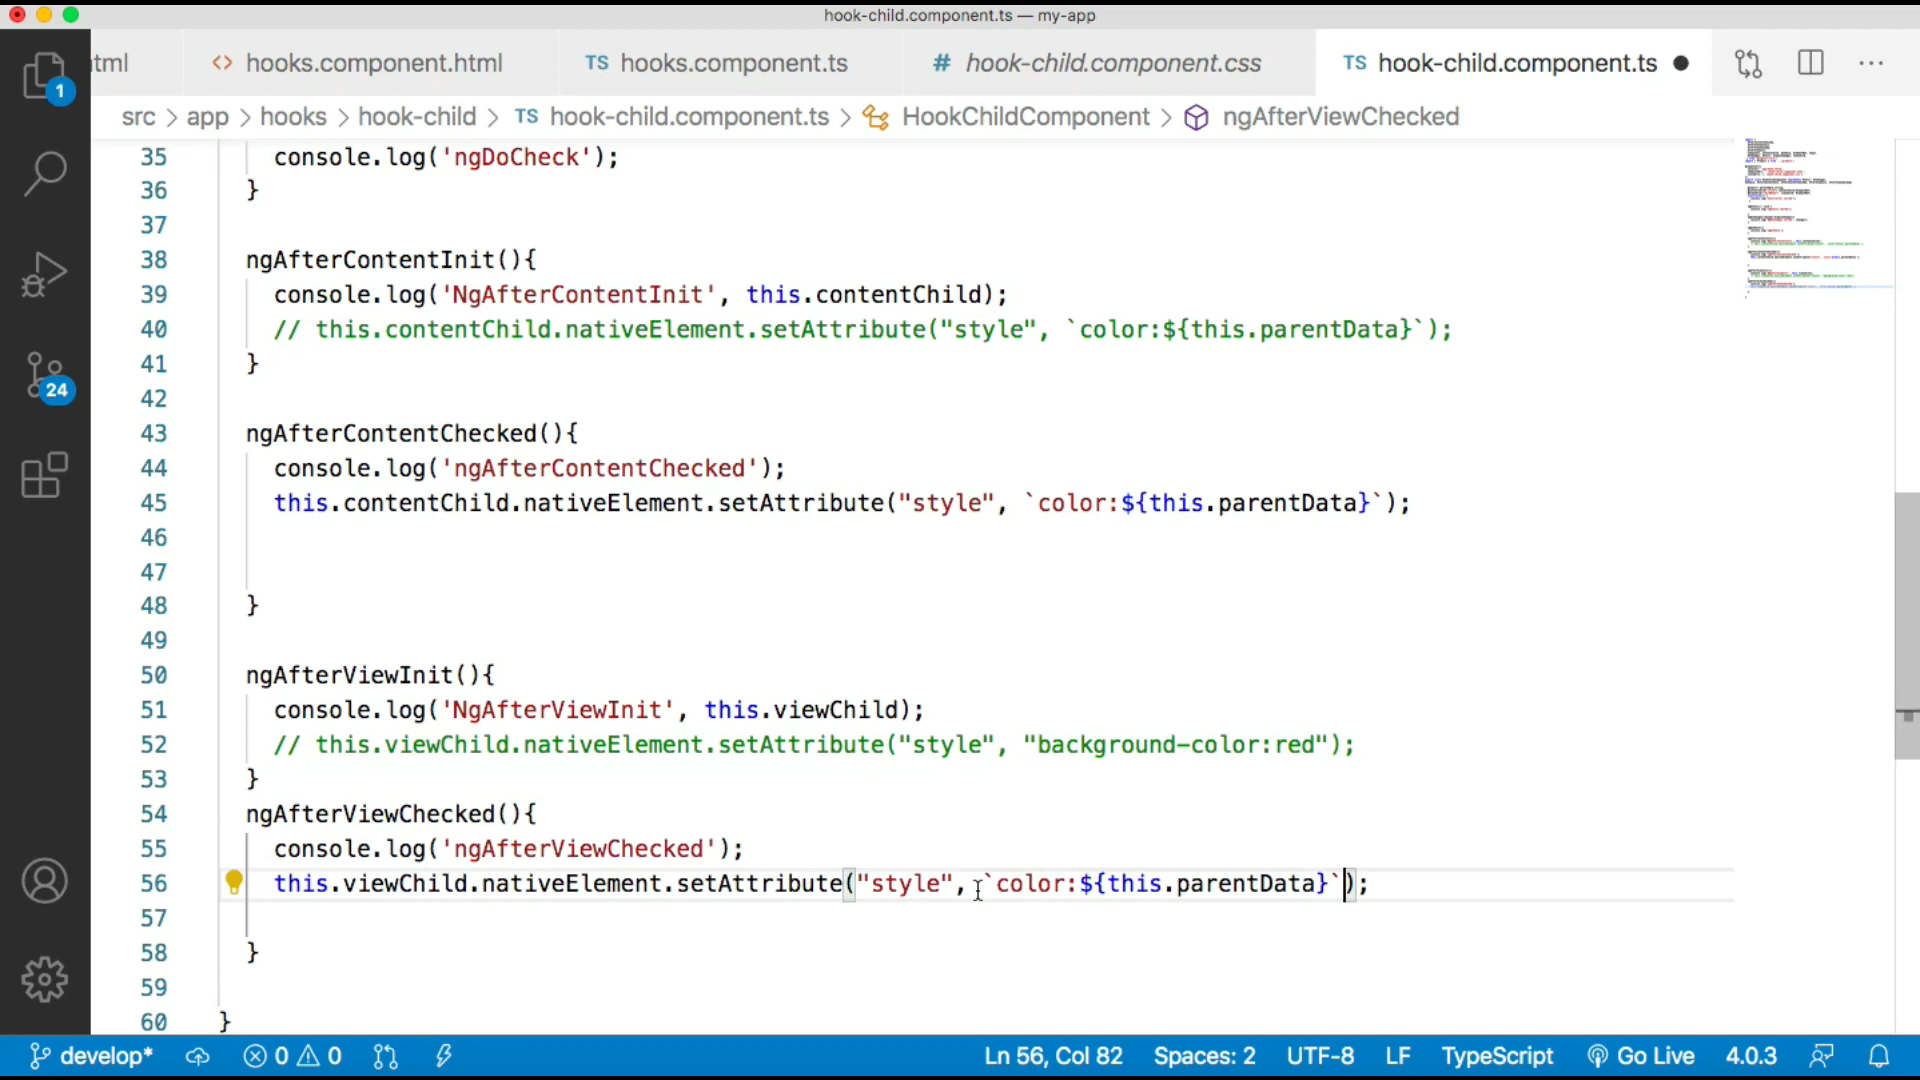 hook-child.component.ts — my-app
tml
<> hooks.component.html
TS hooks.component.ts
# hook-child.component.css
TS hook-child.component.ts
src > app > hooks > hook-child > TS hook-child.component.ts > HookChildComponent > ngAfterViewChecked
1
24
35 console.log('ngDoCheck');
36 }
37
38 ngAfterContentInit(){
39 console.log('NgAfterContentInit', this.contentChild);
40 // this.contentChild.nativeElement.setAttribute("style", `color:${this.parentData}`);
41 }
42
43 ngAfterContentChecked(){
44 console.log('ngAfterContentChecked');
45 this.contentChild.nativeElement.setAttribute("style", `color:${this.parentData}`);
46
47
48 }
49
50 ngAfterViewInit(){
51 console.log('NgAfterViewInit', this.viewChild);
52 // this.viewChild.nativeElement.setAttribute("style", "background-color:red");
53 }
54 ngAfterViewChecked(){
55 console.log('ngAfterViewChecked');
56 this.viewChild.nativeElement.setAttribute("style", `color:${this.parentData}`);
57
58 }
59
60 }
develop* 0 0 Ln 56, Col 82 Spaces: 2 UTF-8 LF TypeScript Go Live 4.0.3